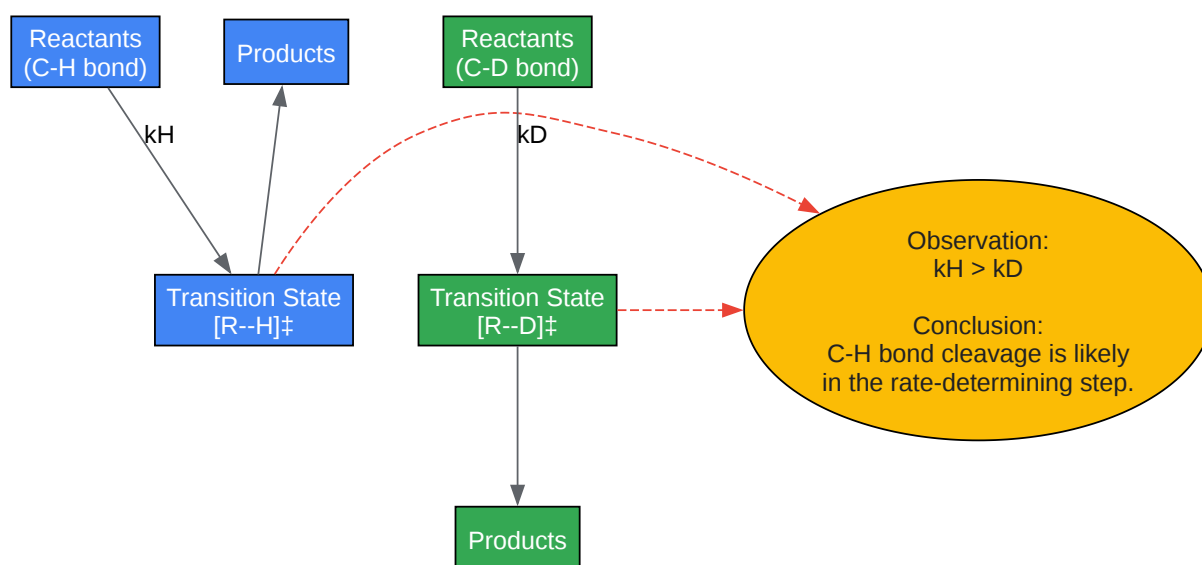 Reactants
(C-H bond)
Products
Reactants
(C-D bond)
kH
kD
Transition State
[R--H]‡
Transition State
[R--D]‡
Observation:
kH > kD
Conclusion:
C-H bond cleavage is likely
in the rate-determining step.
Products